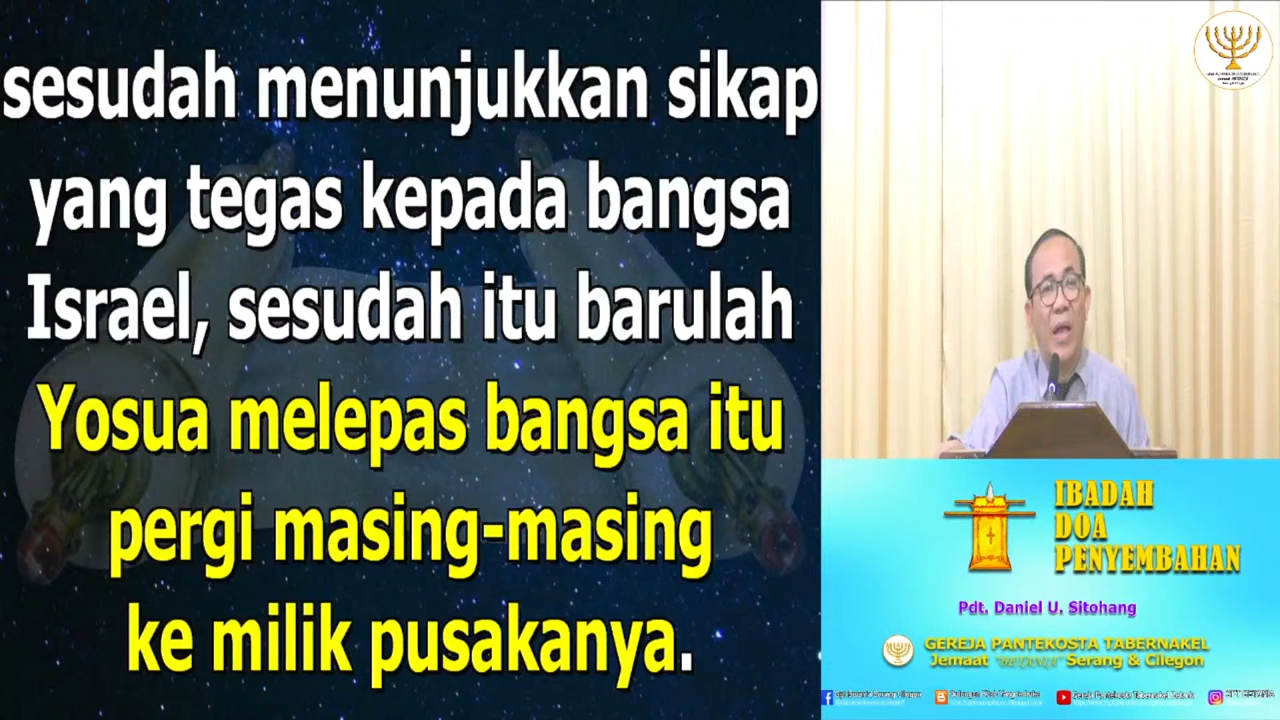 sesudah menunjukkan sikap
yang tegas kepada bangsa
Israel, sesudah itu barulah
Yosua melepas bangsa itu
pergi masing-masing
ke milik pusakanya.
IBADAH
DOA
PENYEMBAHAN
Pdt. Daniel U. Sitohang
GEREJA PANTEKOSTA TABERNAKEL
Jemaat "BETANIA" Serang & Cilegon